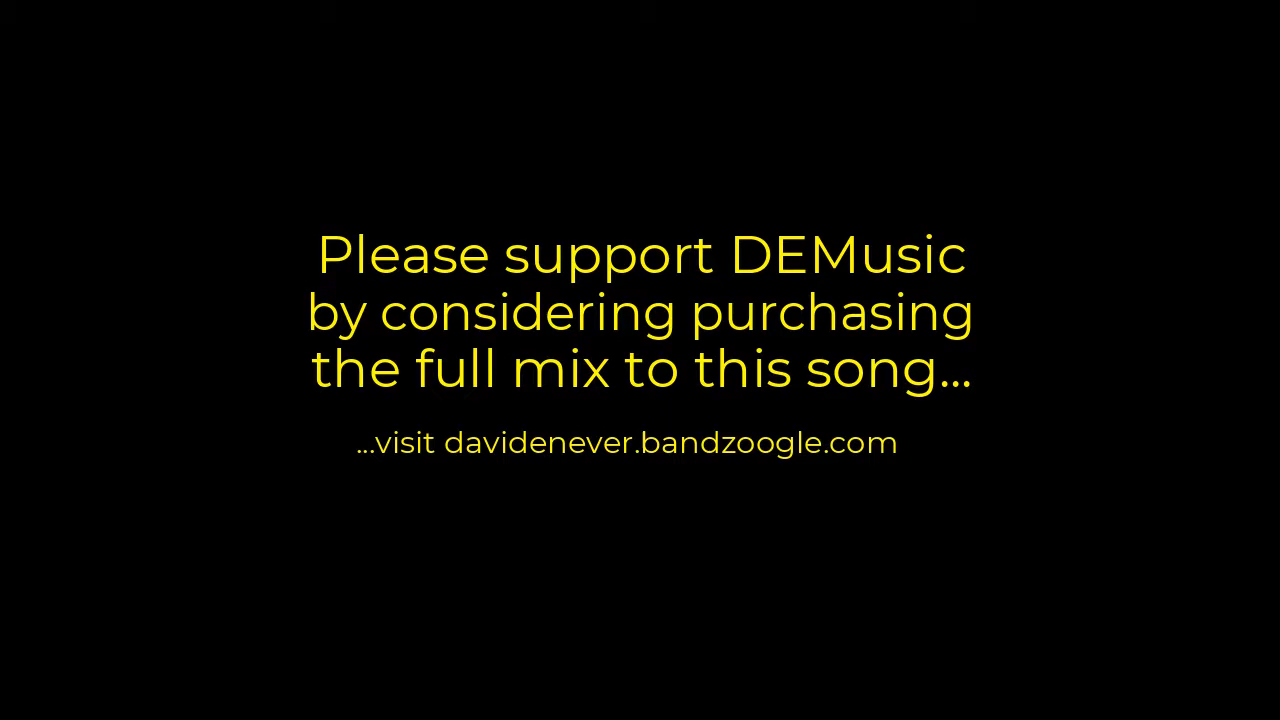 Please support DEMusic
by considering purchasing
the full mix to this song...
...visit davidenever.bandzoogle.com